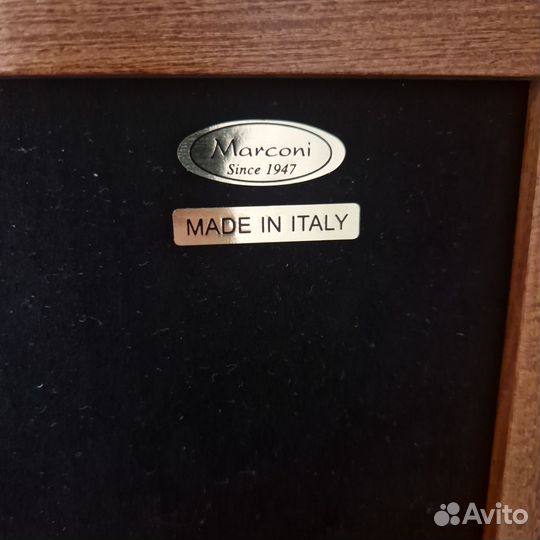 Marconi
Since 1947
MADE IN ITALY
Avito